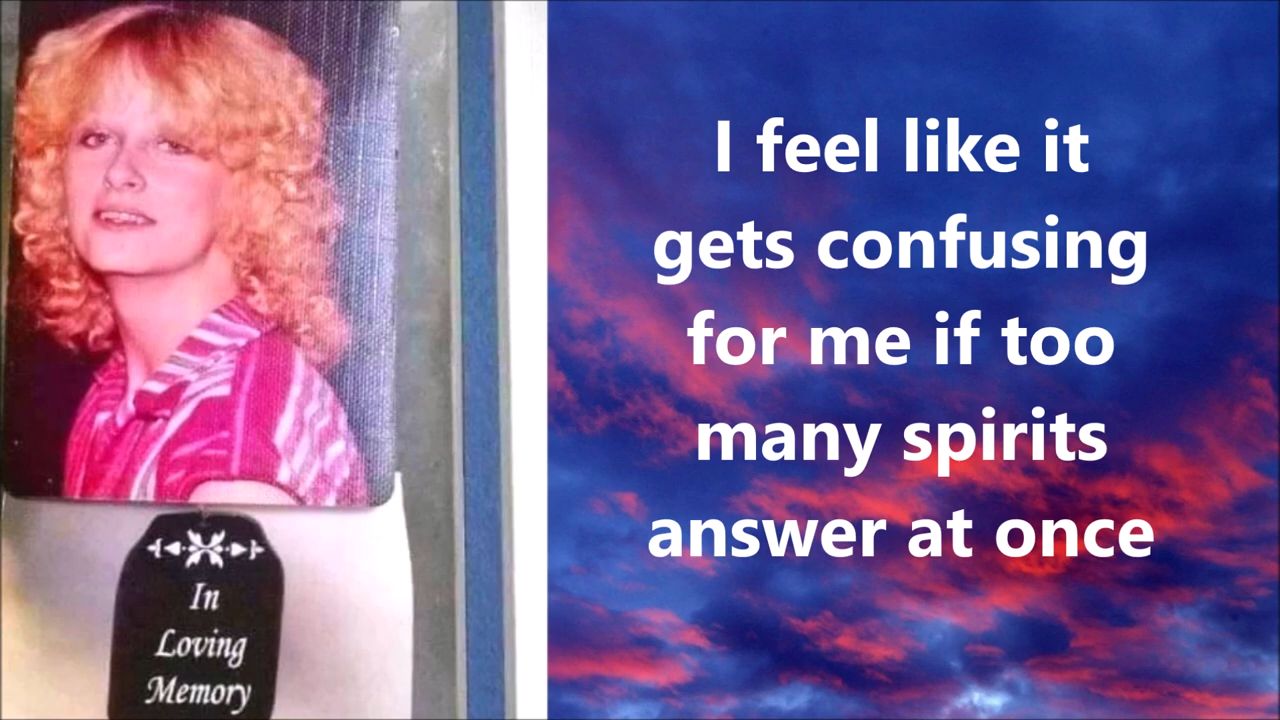 In
Loving
Memory
I feel like it
gets confusing
for me if too
many spirits
answer at once